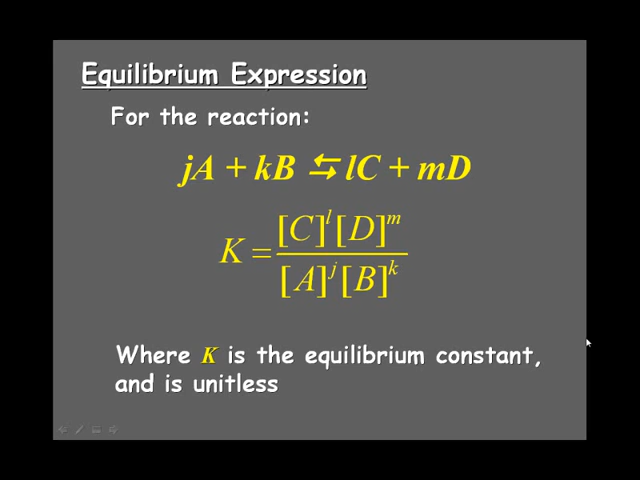 Equilibrium Expression
For the reaction:
jA + kB ⇆ lC + mD
K = [C]^l [D]^m / [A]^j [B]^k
Where K is the equilibrium constant,
and is unitless